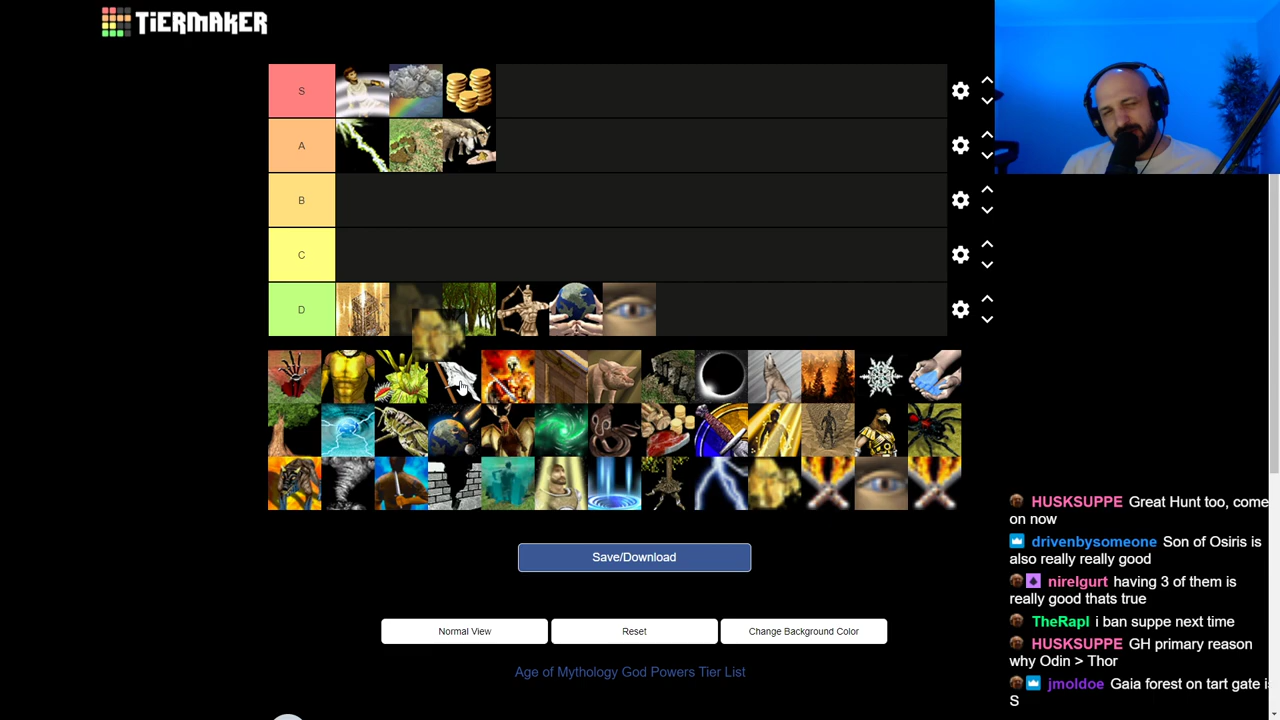 TiERMAKER
S
A
B
C
D
Save/Download
Normal View
Reset
Change Background Color
Age of Mythology God Powers Tier List
HUSKSUPPE Great Hunt too, come
on now
drivenbysomeone Son of Osiris is
also really really good
nirelgurt having 3 of them is
really good thats true
TheRapl i ban suppe next time
HUSKSUPPE GH primary reason
why Odin > Thor
jmoldoe Gaia forest on tart gate is
S